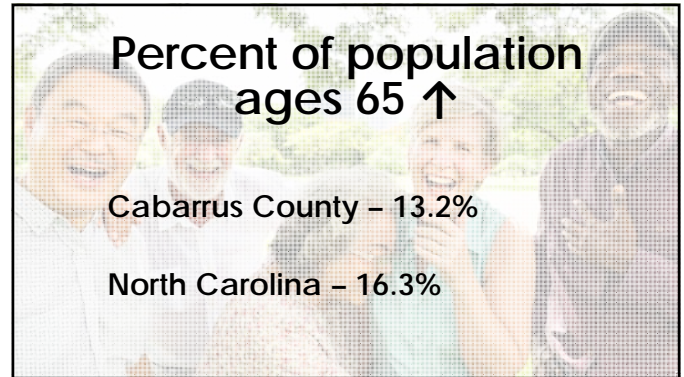 Percent of population
ages 65 ↑
Cabarrus County – 13.2%
North Carolina – 16.3%